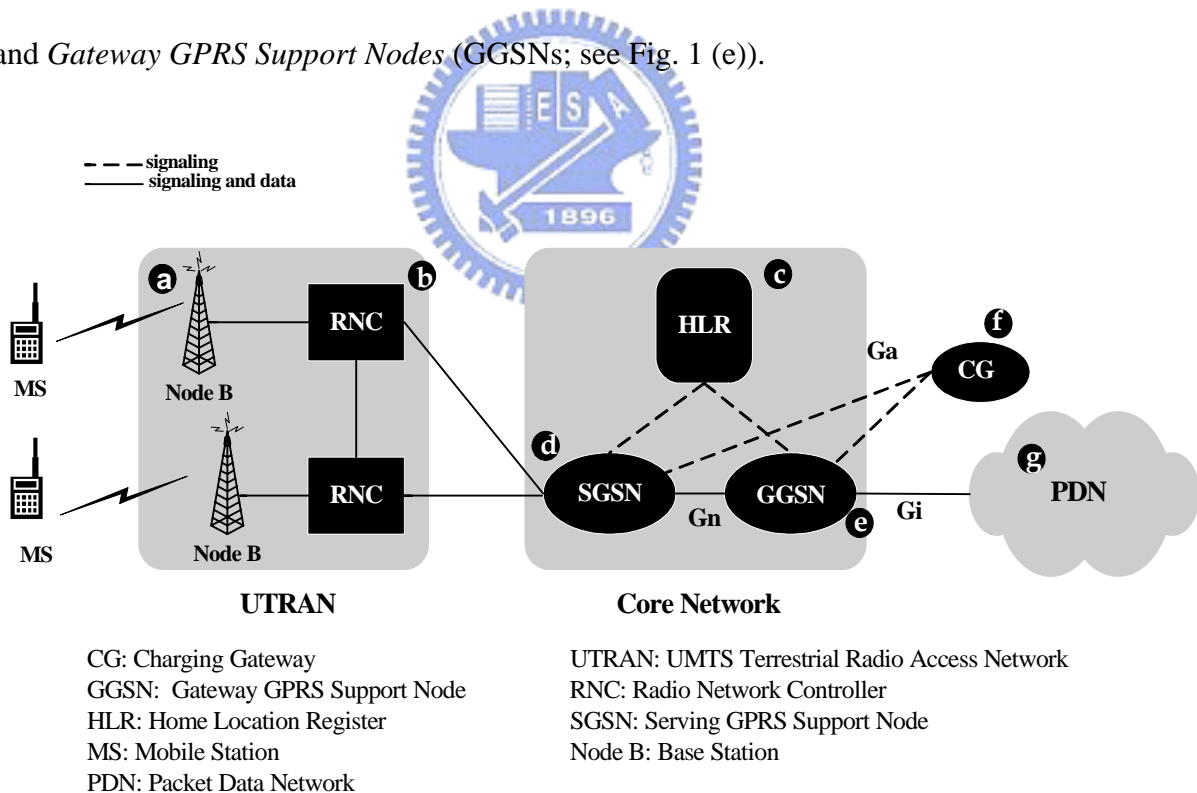 and Gateway GPRS Support Nodes (GGSNs; see Fig. 1 (e)).
E S A
1896
signaling
signaling and data
a
b
c
f
RNC
HLR
Ga
CG
MS
Node B
d
g
RNC
SGSN
GGSN
PDN
Gn
e
Gi
MS
Node B
UTRAN
Core Network
CG: Charging Gateway
GGSN: Gateway GPRS Support Node
HLR: Home Location Register
MS: Mobile Station
PDN: Packet Data Network
UTRAN: UMTS Terrestrial Radio Access Network
RNC: Radio Network Controller
SGSN: Serving GPRS Support Node
Node B: Base Station